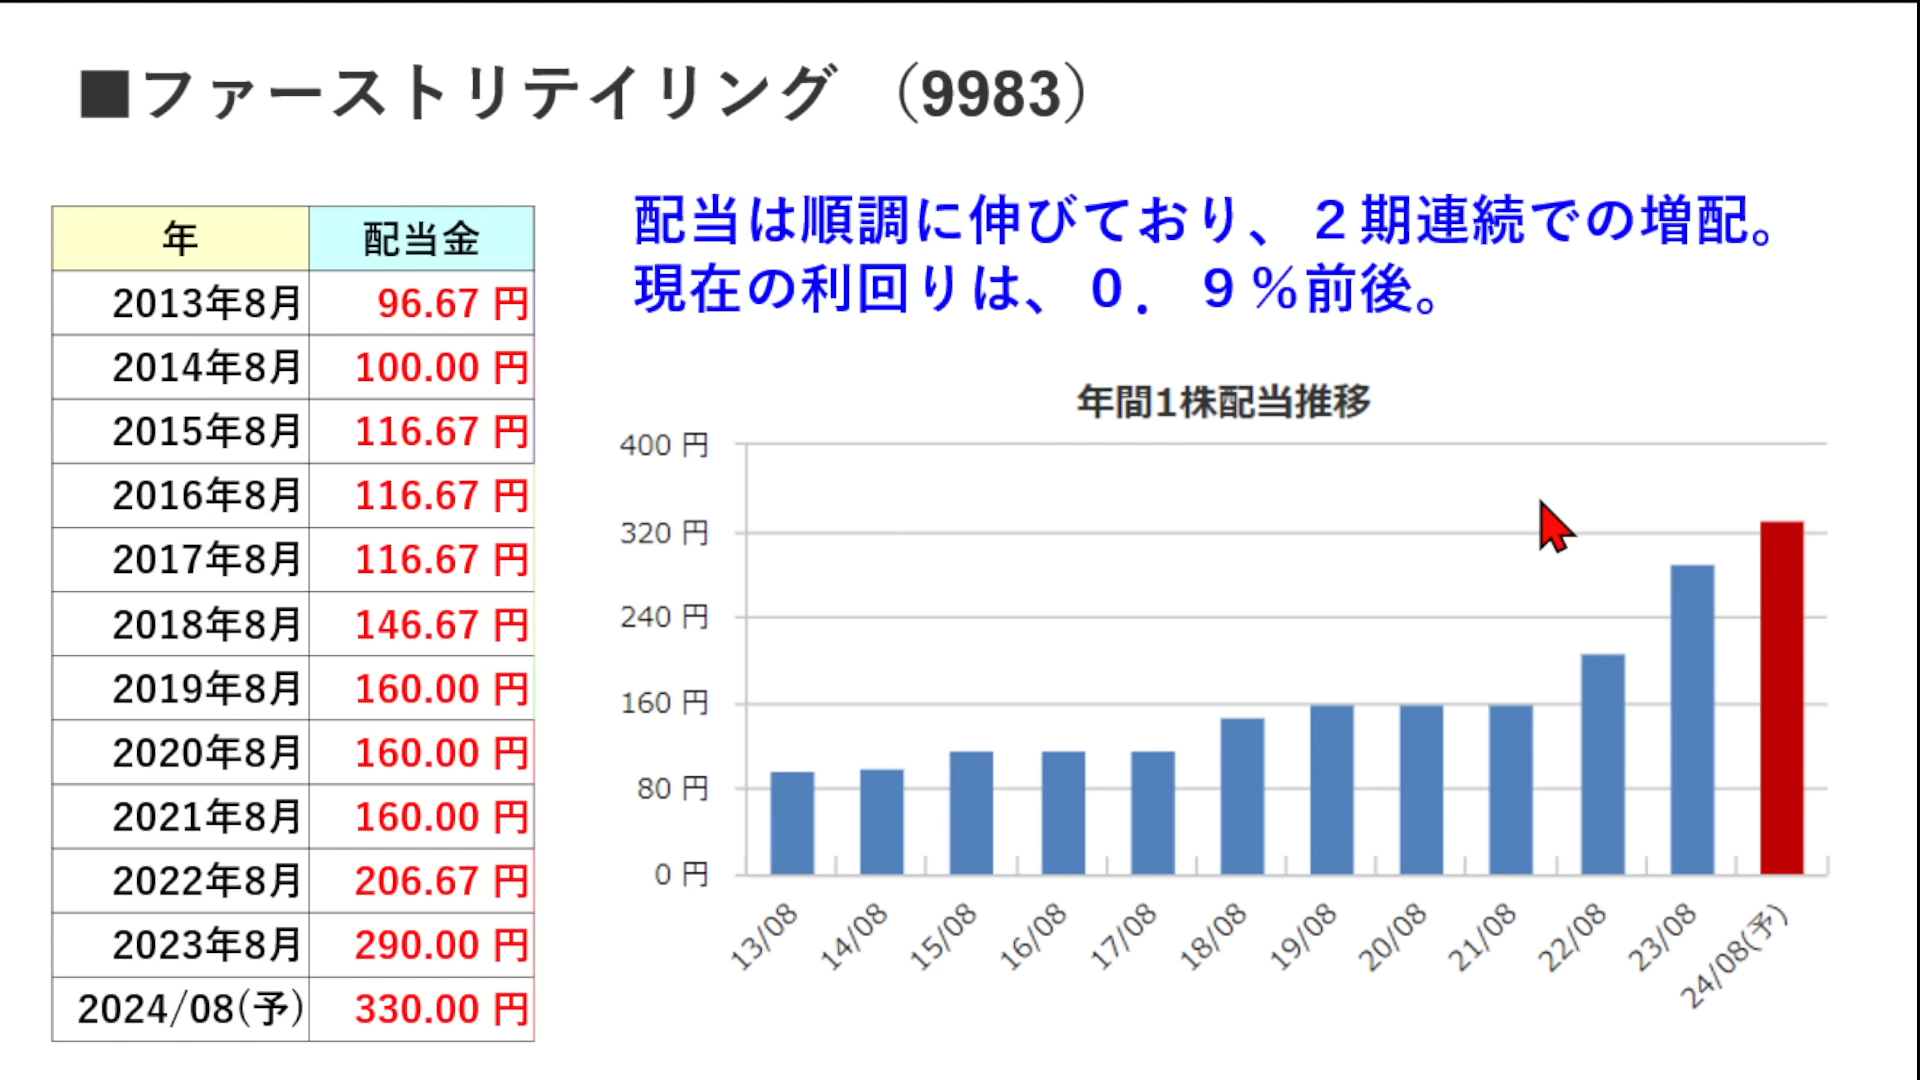 ■ファーストリテイリング （9983）
配当は順調に伸びており、２期連続での増配。
現在の利回りは、０．９％前後。
年 配当金
2013年8月 96.67 円
2014年8月 100.00 円
2015年8月 116.67 円
2016年8月 116.67 円
2017年8月 116.67 円
2018年8月 146.67 円
2019年8月 160.00 円
2020年8月 160.00 円
2021年8月 160.00 円
2022年8月 206.67 円
2023年8月 290.00 円
2024/08(予) 330.00 円
年間1株配当推移
400 円
320 円
240 円
160 円
80 円
0 円
13/08 14/08 15/08 16/08 17/08 18/08 19/08 20/08 21/08 22/08 23/08 24/08(予)